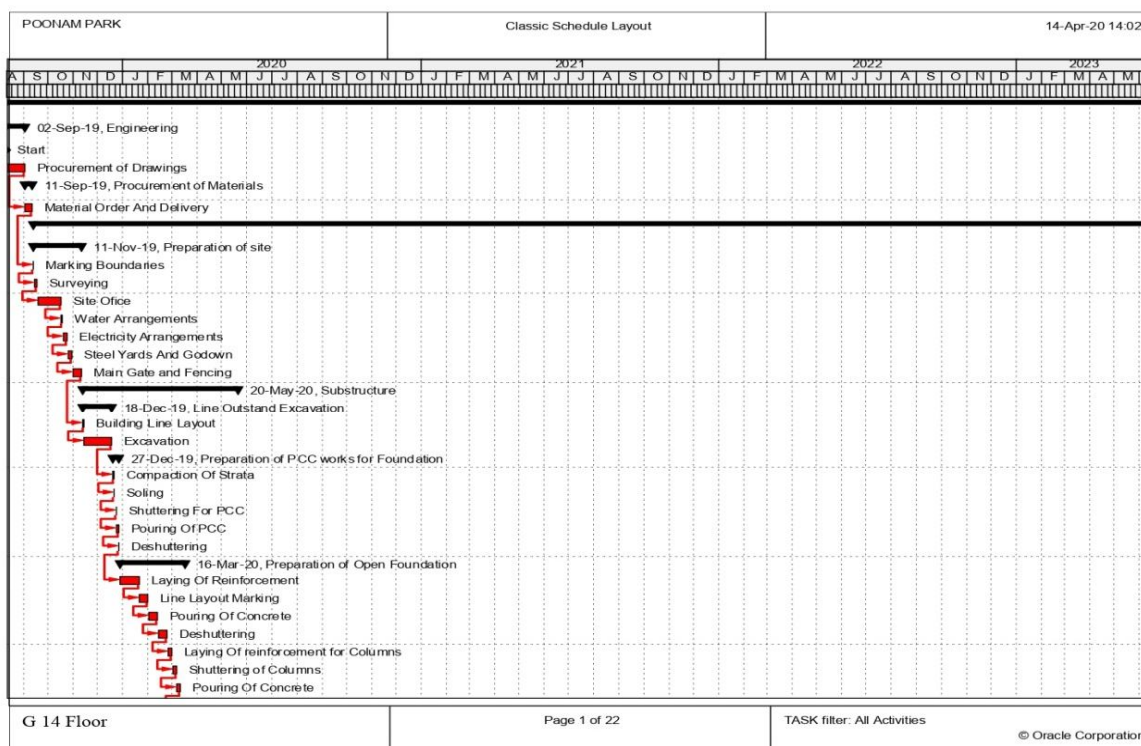 POONAM PARK
Classic Schedule Layout
14-Apr-20 14:02
2020 2021 2022 2023
A S O N D J F M A M J J A S O N D J F M A M J J A S O N D J F M A M J J A S O N D J F M A M
02-Sep-19, Engineering
Start
Procurement of Drawings
11-Sep-19, Procurement of Materials
Material Order And Delivery
11-Nov-19, Preparation of site
Marking Boundaries
Surveying
Site Ofice
Water Arrangements
Electricity Arrangements
Steel Yards And Godown
Main Gate and Fencing
20-May-20, Substructure
18-Dec-19, Line Outstand Excavation
Building Line Layout
Excavation
27-Dec-19, Preparation of PCC works for Foundation
Compaction Of Strata
Soling
Shuttering For PCC
Pouring Of PCC
Deshuttering
16-Mar-20, Preparation of Open Foundation
Laying Of Reinforcement
Line Layout Marking
Pouring Of Concrete
Deshuttering
Laying Of reinforcement for Columns
Shuttering of Columns
Pouring Of Concrete
G 14 Floor
Page 1 of 22
TASK filter: All Activities
© Oracle Corporation